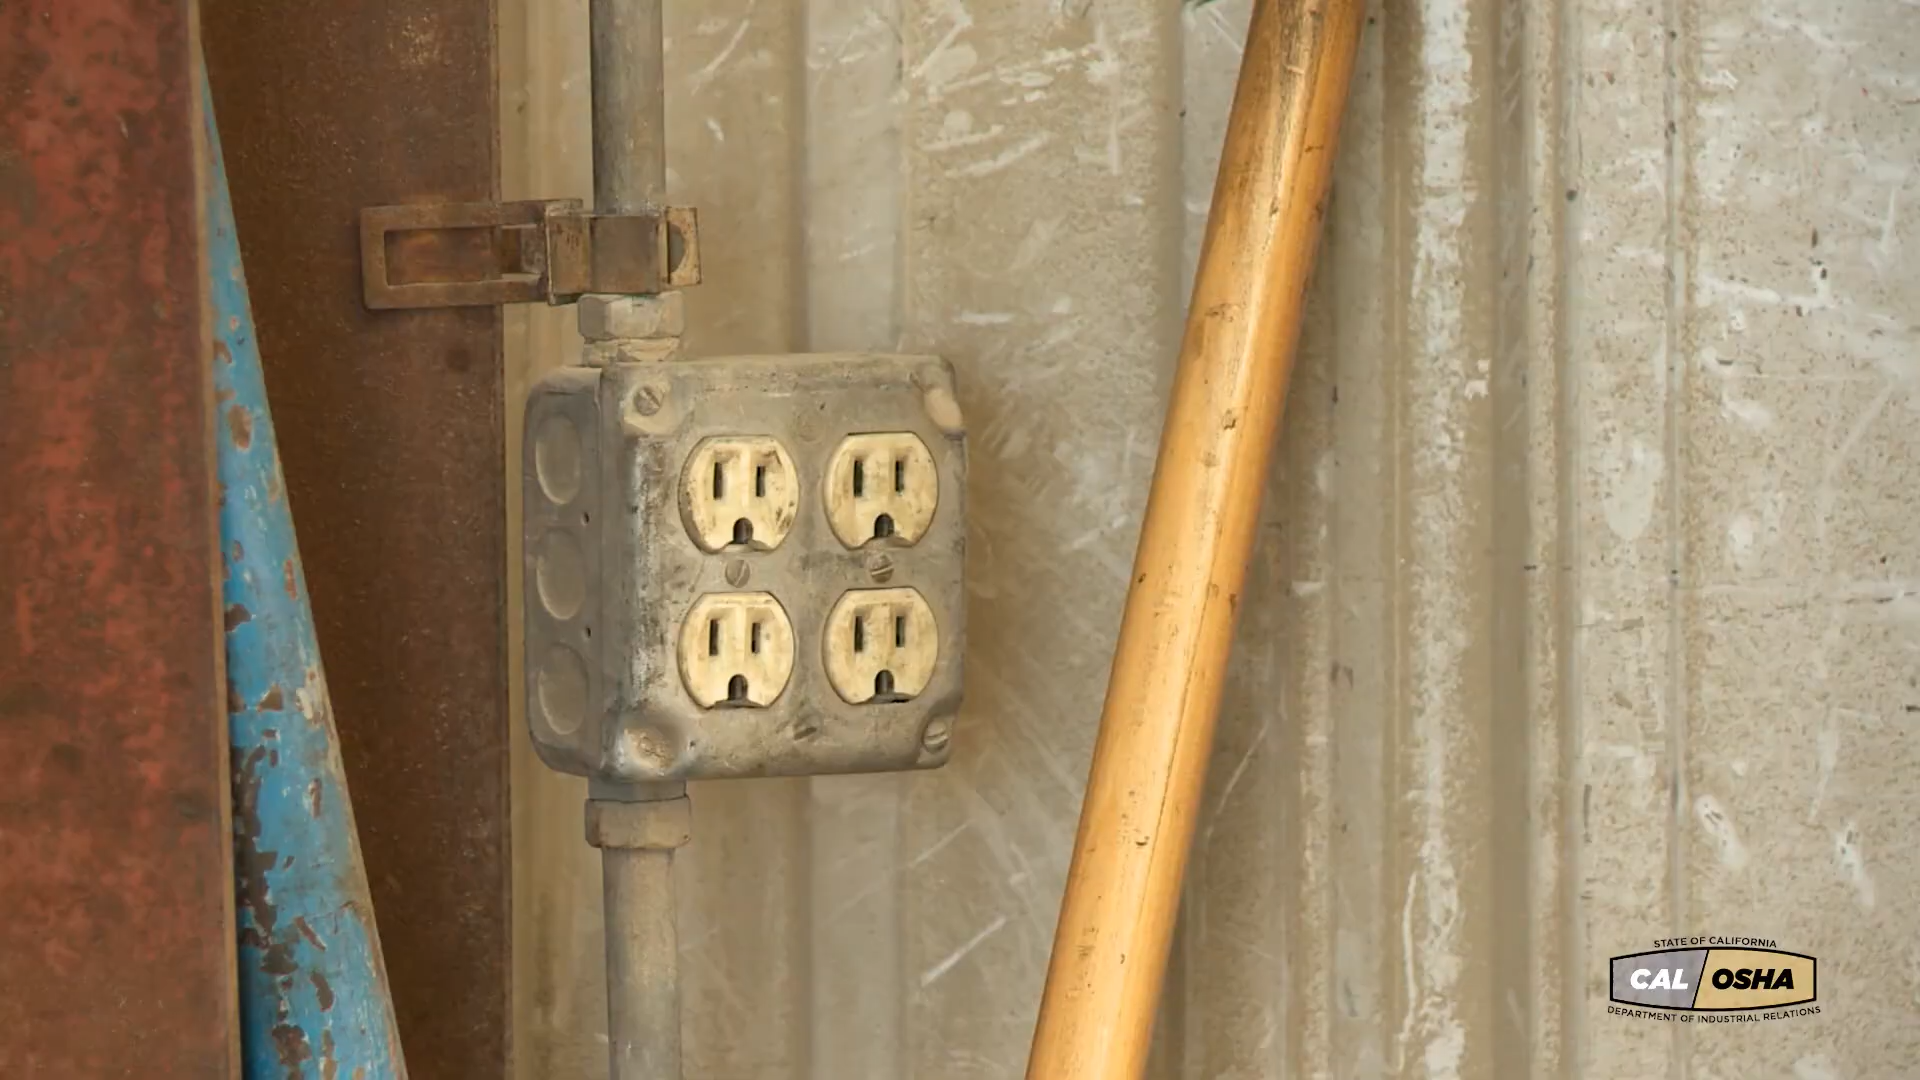 STATE OF CALIFORNIA
CAL OSHA
DEPARTMENT OF INDUSTRIAL RELATIONS